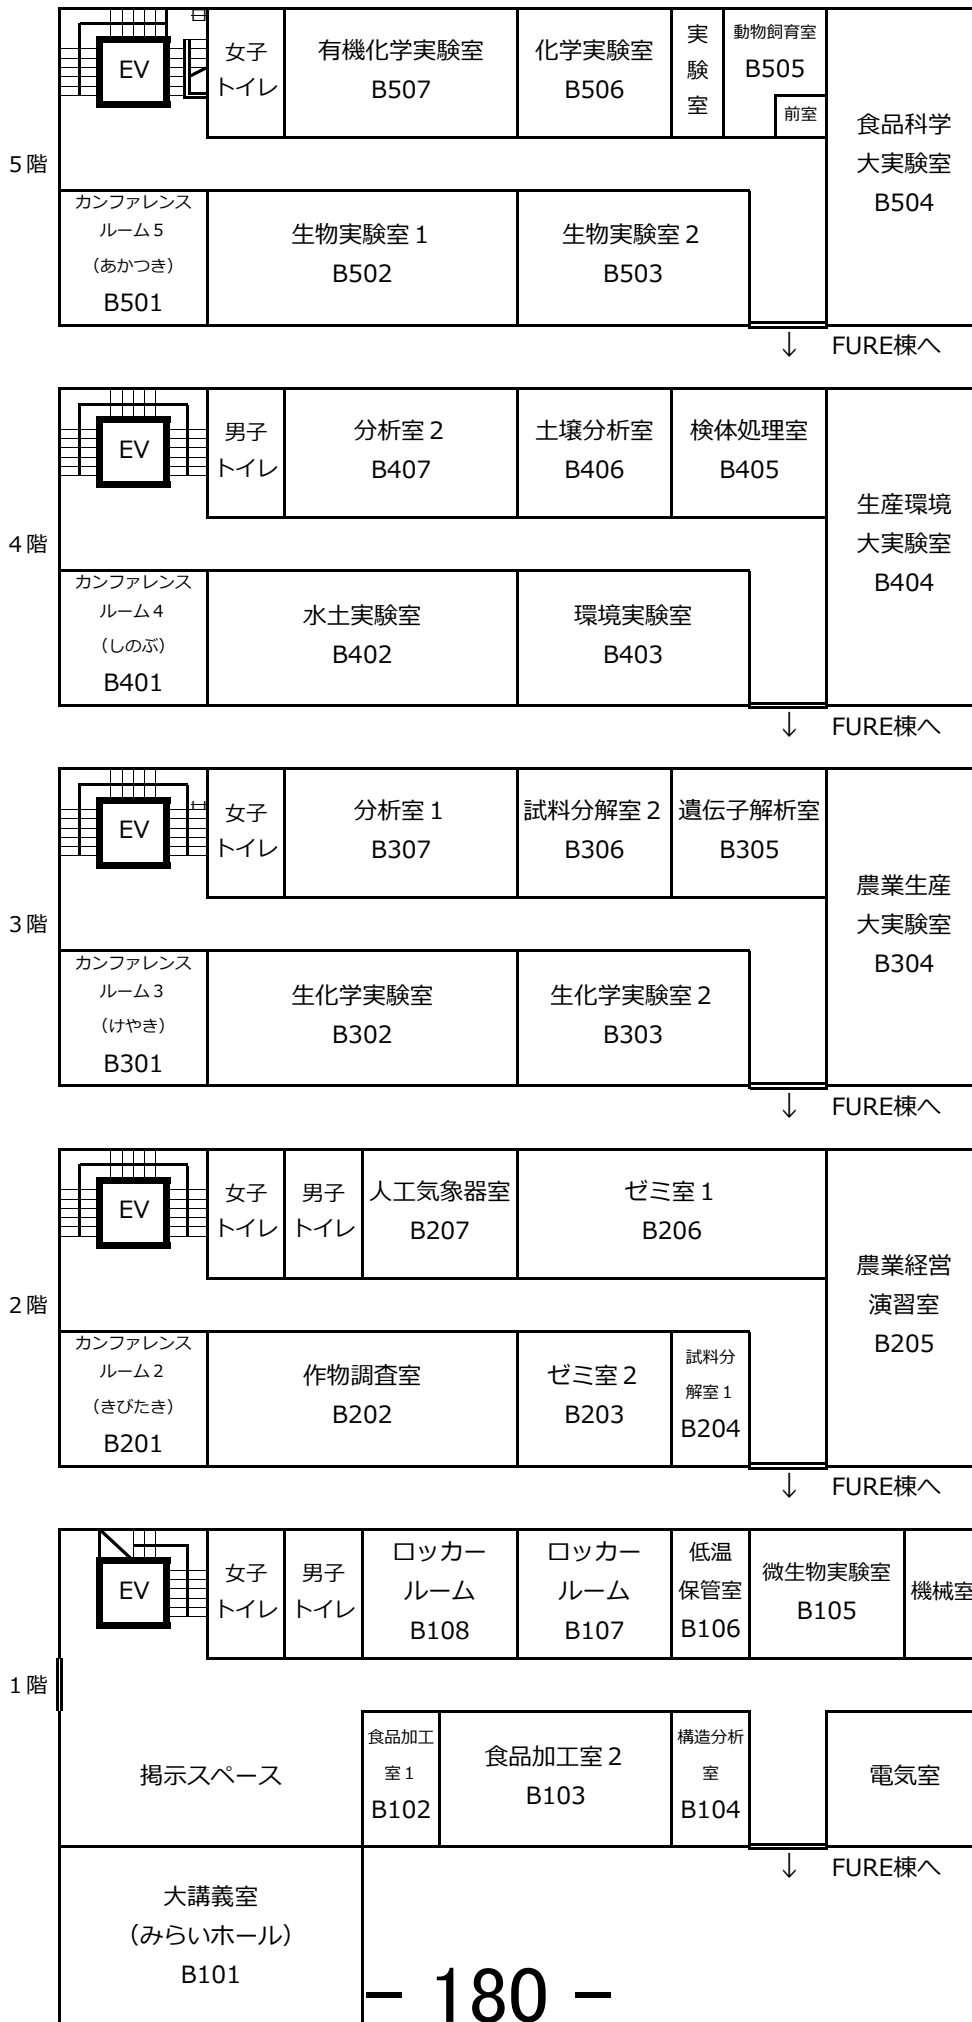 5階
EV
女子
トイレ
有機化学実験室
B507
化学実験室
B506
実
験
室
動物飼育室
B505
前室
食品科学
大実験室
B504
カンファレンス
ルーム5
（あかつき）
B501
生物実験室1
B502
生物実験室2
B503
↓ FURE棟へ
4階
EV
男子
トイレ
分析室2
B407
土壌分析室
B406
検体処理室
B405
生産環境
大実験室
B404
カンファレンス
ルーム4
（しのぶ）
B401
水土実験室
B402
環境実験室
B403
↓ FURE棟へ
3階
EV
女子
トイレ
分析室1
B307
試料分解室2
B306
遺伝子解析室
B305
農業生産
大実験室
B304
カンファレンス
ルーム3
（けやき）
B301
生化学実験室
B302
生化学実験室2
B303
↓ FURE棟へ
2階
EV
女子
トイレ
男子
トイレ
人工気象器室
B207
ゼミ室1
B206
農業経営
演習室
B205
カンファレンス
ルーム2
（きびたき）
B201
作物調査室
B202
ゼミ室2
B203
試料分
解室1
B204
↓ FURE棟へ
1階
EV
女子
トイレ
男子
トイレ
ロッカー
ルーム
B108
ロッカー
ルーム
B107
低温
保管室
B106
微生物実験室
B105
機械室
掲示スペース
食品加工
室1
B102
食品加工室2
B103
構造分析
室
B104
電気室
↓ FURE棟へ
大講義室
（みらいホール）
B101
− 180 −